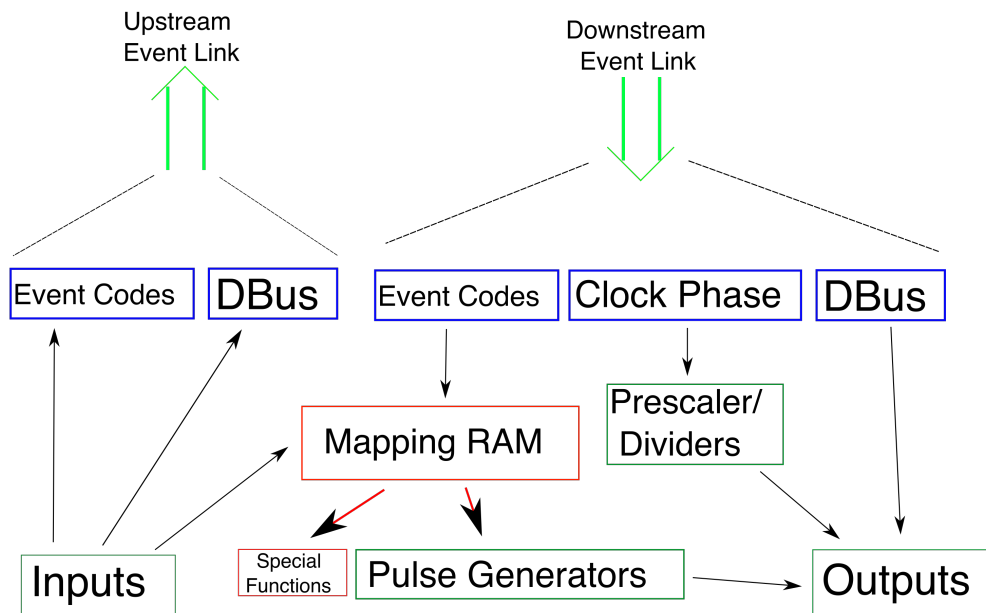 Upstream
Event Link
Downstream
Event Link
Event Codes
DBus
Event Codes
Clock Phase
DBus
Prescaler/
Dividers
Mapping RAM
Special
Functions
Inputs
Pulse Generators
Outputs